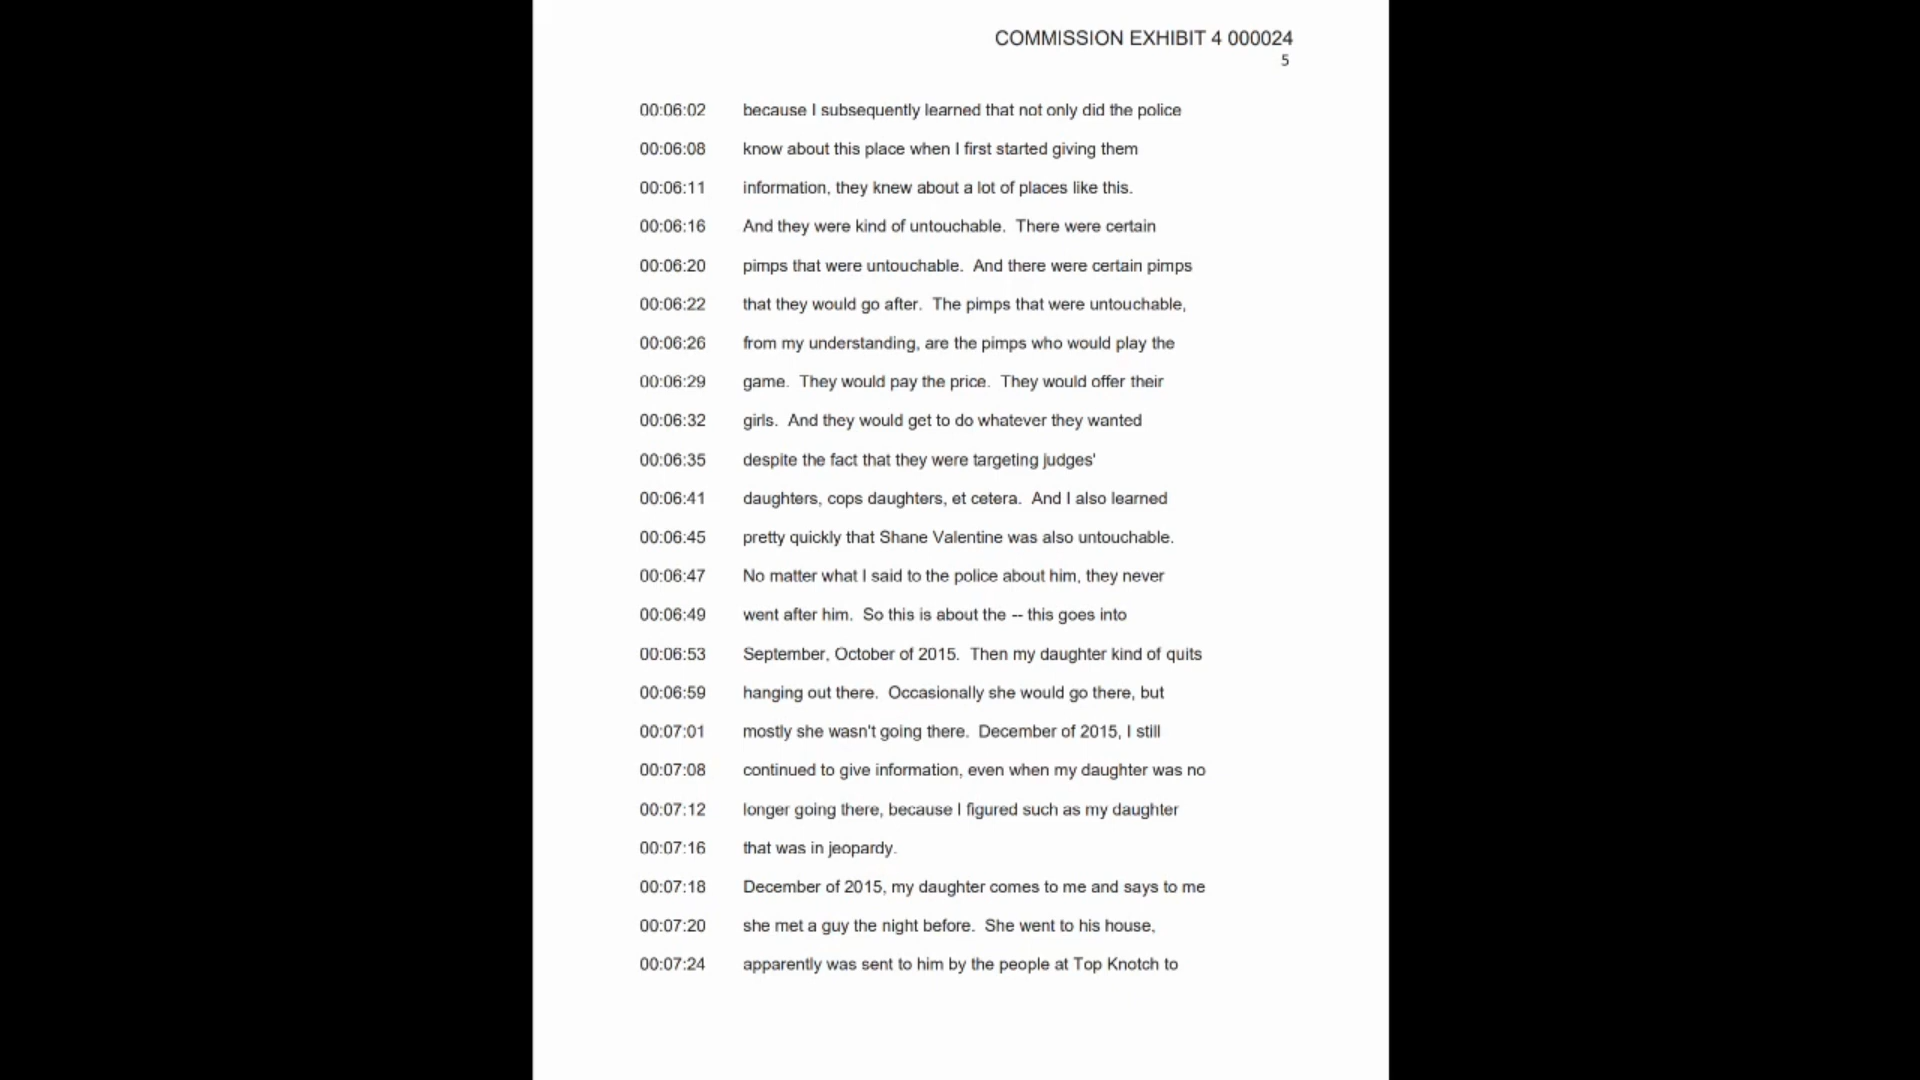 COMMISSION EXHIBIT 4 000024
5
00:06:02 because I subsequently learned that not only did the police
00:06:08 know about this place when I first started giving them
00:06:11 information, they knew about a lot of places like this.
00:06:16 And they were kind of untouchable.  There were certain
00:06:20 pimps that were untouchable.  And there were certain pimps
00:06:22 that they would go after.  The pimps that were untouchable,
00:06:26 from my understanding, are the pimps who would play the
00:06:29 game.  They would pay the price.  They would offer their
00:06:32 girls.  And they would get to do whatever they wanted
00:06:35 despite the fact that they were targeting judges'
00:06:41 daughters, cops daughters, et cetera.  And I also learned
00:06:45 pretty quickly that Shane Valentine was also untouchable.
00:06:47 No matter what I said to the police about him, they never
00:06:49 went after him.  So this is about the -- this goes into
00:06:53 September, October of 2015.  Then my daughter kind of quits
00:06:59 hanging out there.  Occasionally she would go there, but
00:07:01 mostly she wasn't going there.  December of 2015, I still
00:07:08 continued to give information, even when my daughter was no
00:07:12 longer going there, because I figured such as my daughter
00:07:16 that was in jeopardy.
00:07:18 December of 2015, my daughter comes to me and says to me
00:07:20 she met a guy the night before.  She went to his house,
00:07:24 apparently was sent to him by the people at Top Knotch to